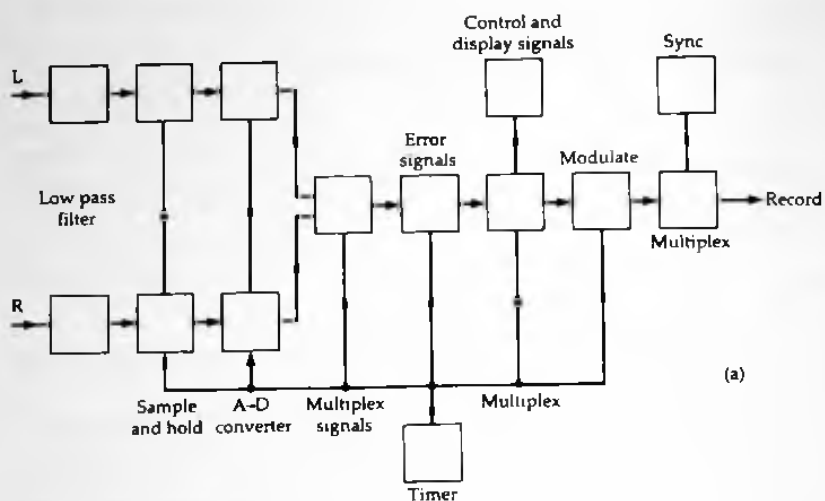 Control and
display signals
Sync
L
Error
signals
Modulate
Low pass
filter
Record
Multiplex
R
(a)
Sample
and hold
A–D
converter
Multiplex
signals
Multiplex
Timer